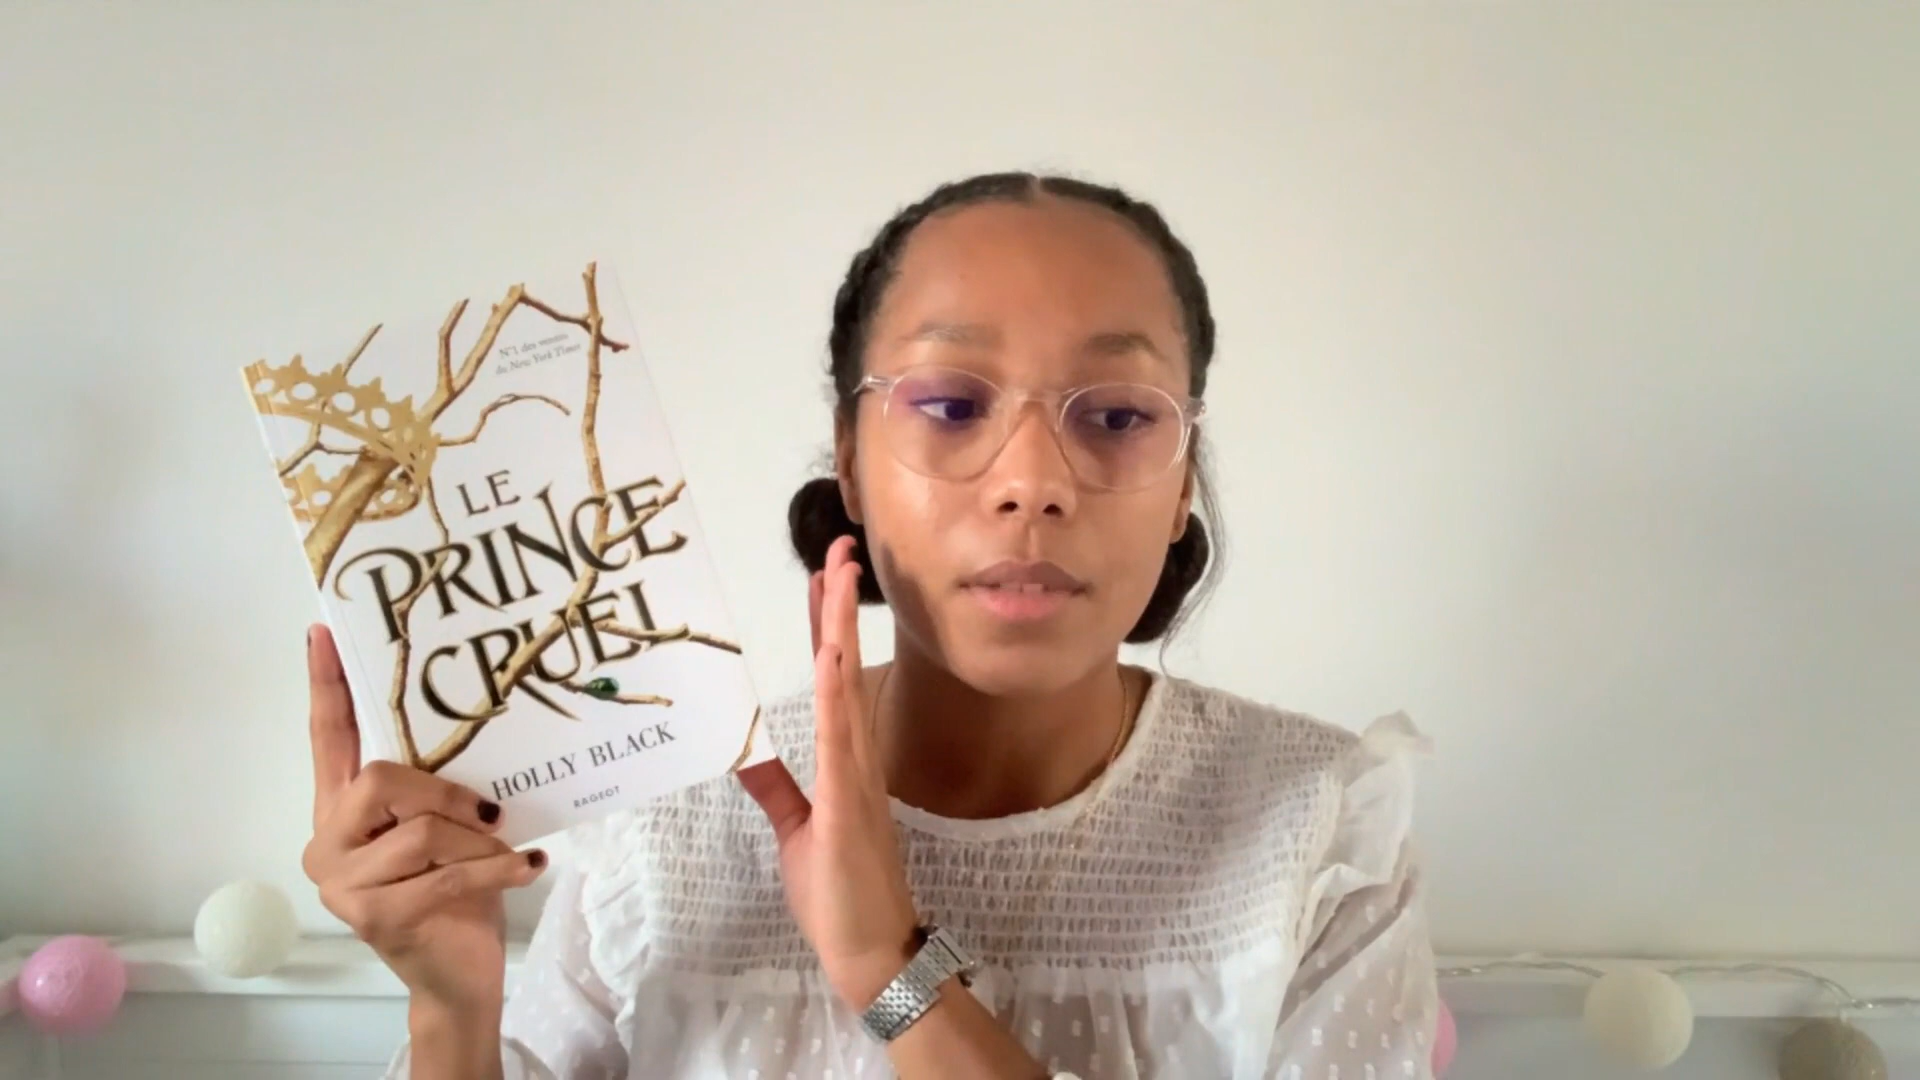 N°1 des ventes
du New York Times
LE
PRINCE
CRUEL
HOLLY BLACK
RAGEOT